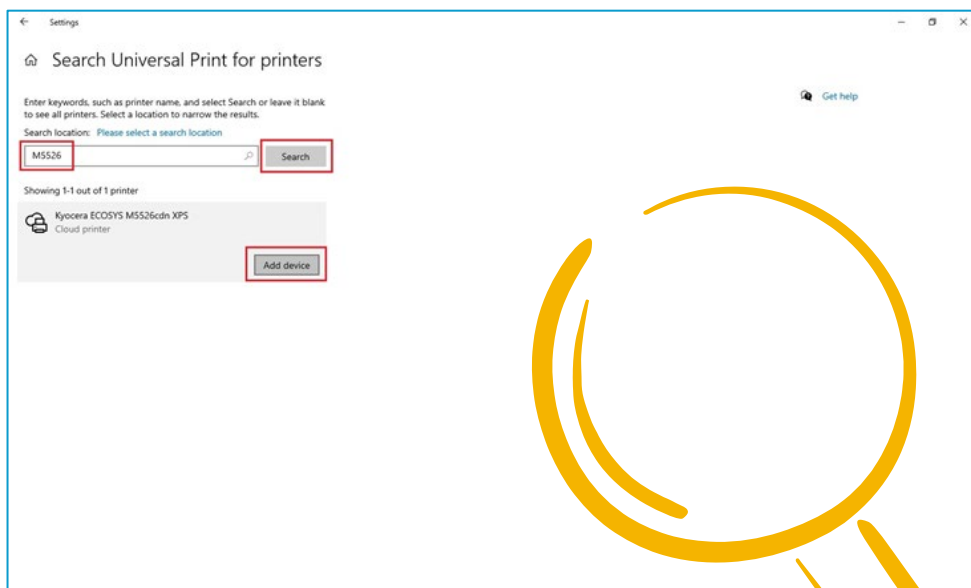 Settings
Search Universal Print for printers
Enter keywords, such as printer name, and select Search or leave it blank
to see all printers. Select a location to narrow the results.
Search location: Please select a search location
M5526
Search
Showing 1-1 out of 1 printer
Kyocera ECOSYS M5526cdn XPS
Cloud printer
Add device
Get help